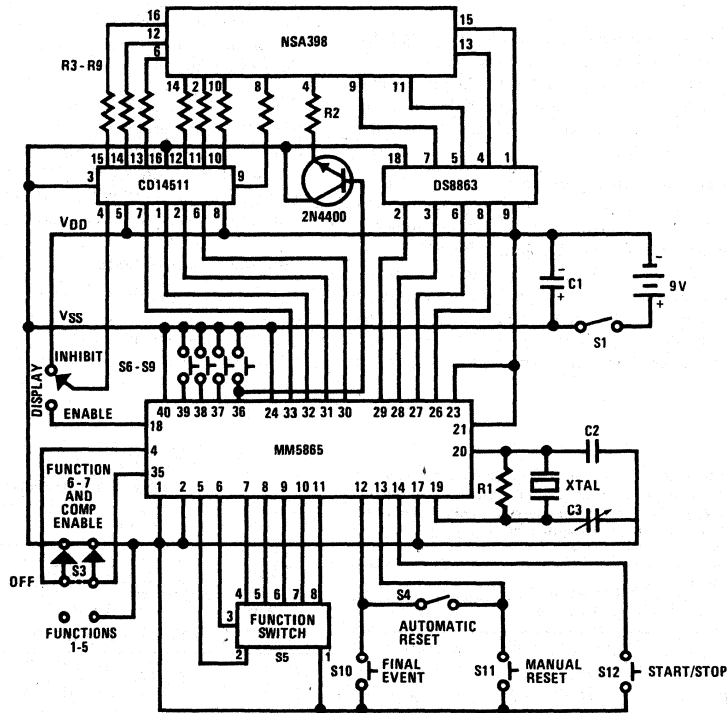 16
15
12
NSA398
13
6
R3 - R9
14 2 10 8 4 9 11
R2
15 14 13 16 12 11 10
18 7 5 4 1
3
CD14511
9
DS8863
4 5 7 1 2 6 8
2N4400
2 3 6 8 9
VDD
C1
9V
VSS
S1
INHIBIT
S6-S9
DISPLAY
ENABLE
40 39 38 37 36 24 33 32 31 30 29 28 27 26 23
18
21
4
MM5865
20
C2
35
FUNCTION
6-7
AND
COMP
ENABLE
1 2 5 6 7 8 9 10 11 12 13 14 17 19
R1
XTAL
C3
S3
OFF
FUNCTIONS
1-5
4 5 6 7 8
3
FUNCTION
SWITCH
2
S5
1
S4
AUTOMATIC
RESET
S10
FINAL
EVENT
S11
MANUAL
RESET
S12
START/STOP